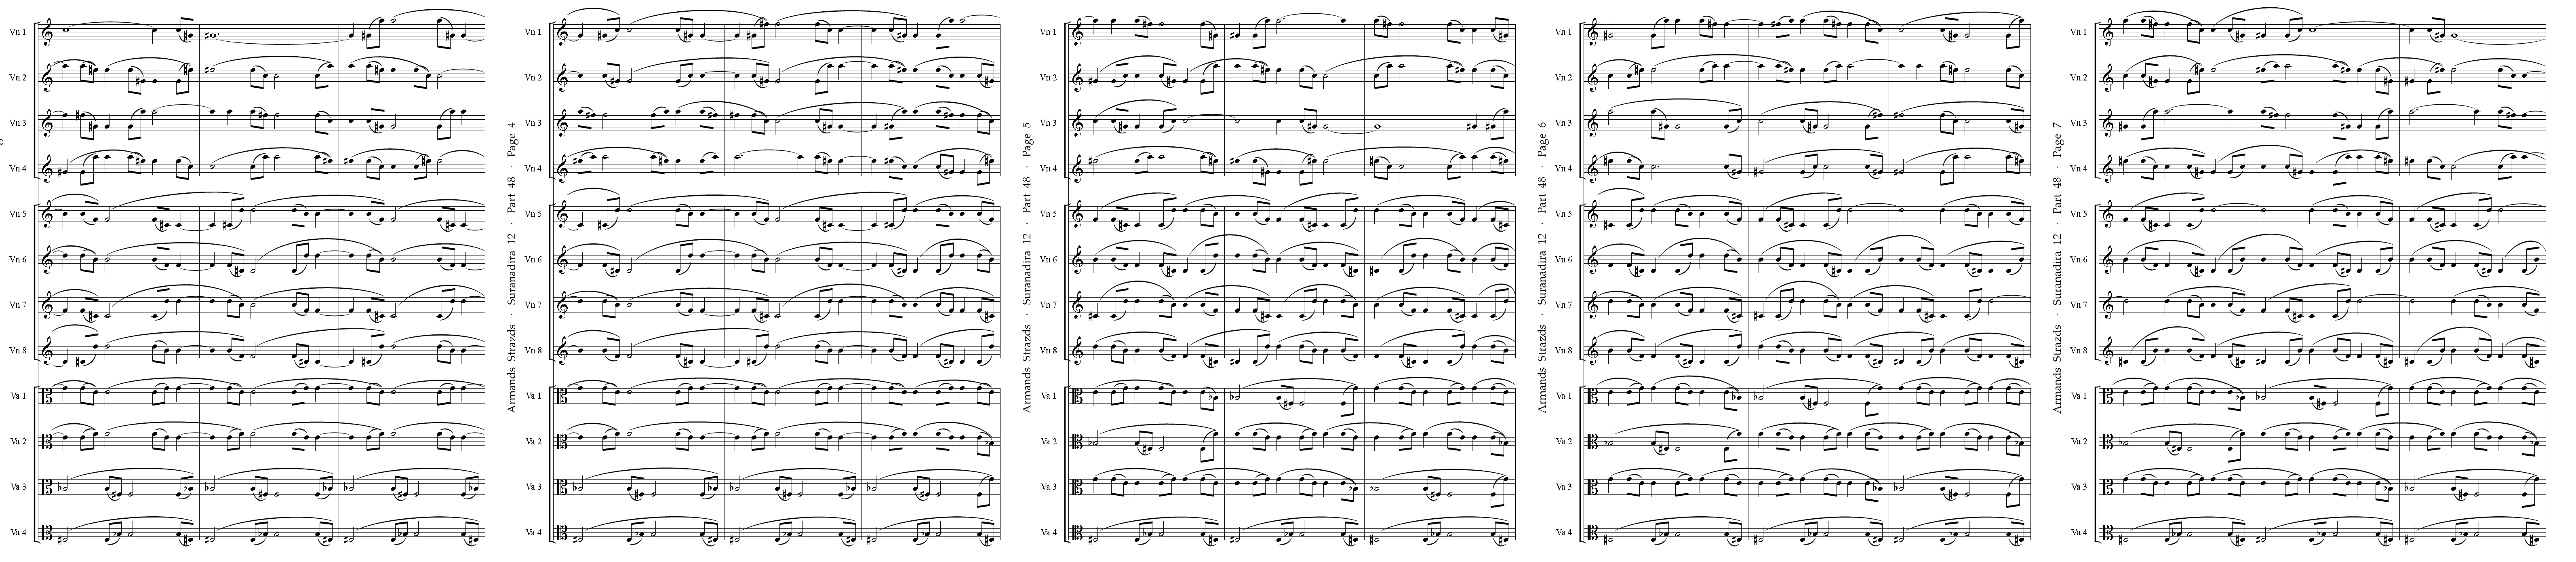 Vn 1
Vn 2
Vn 3
Vn 4
Vn 5
Vn 6
Vn 7
Vn 8
Va 1
Va 2
Va 3
Va 4
Armands Strazds · Suranadira 12 · Part 48 · Page 4
Vn 1
Vn 2
Vn 3
Vn 4
Vn 5
Vn 6
Vn 7
Vn 8
Va 1
Va 2
Va 3
Va 4
Armands Strazds · Suranadira 12 · Part 48 · Page 5
Vn 1
Vn 2
Vn 3
Vn 4
Vn 5
Vn 6
Vn 7
Vn 8
Va 1
Va 2
Va 3
Va 4
Armands Strazds · Suranadira 12 · Part 48 · Page 6
Vn 1
Vn 2
Vn 3
Vn 4
Vn 5
Vn 6
Vn 7
Vn 8
Va 1
Va 2
Va 3
Va 4
Armands Strazds · Suranadira 12 · Part 48 · Page 7
Vn 1
Vn 2
Vn 3
Vn 4
Vn 5
Vn 6
Vn 7
Vn 8
Va 1
Va 2
Va 3
Va 4